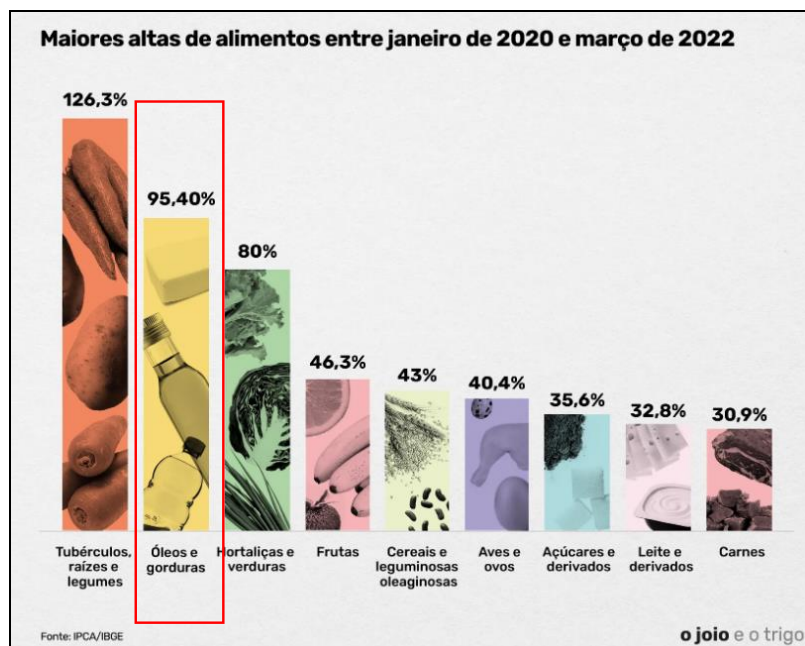 Maiores altas de alimentos entre janeiro de 2020 e março de 2022
126,3%
95,40%
80%
46,3%
43%
40,4%
35,6%
32,8%
30,9%
Tubérculos,
raízes e
legumes
Óleos e
gorduras
Hortaliças e
verduras
Frutas
Cereais e
leguminosas
oleaginosas
Aves e
ovos
Açúcares e
derivados
Leite e
derivados
Carnes
Fonte: IPCA/IBGE
o joio e o trigo